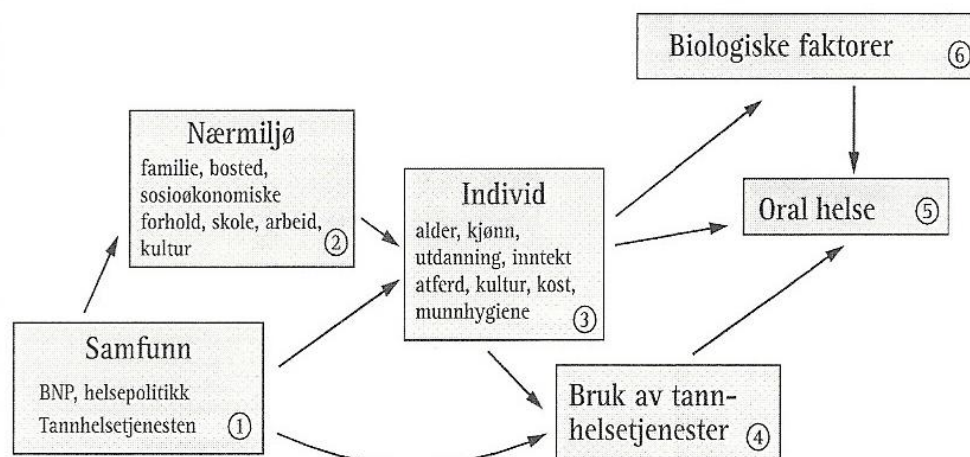 Biologiske faktorer
⑥
Nærmiljø
familie, bosted,
sosioøkonomiske
forhold, skole, arbeid,
kultur
②
Individ
alder, kjønn,
utdanning, inntekt
atferd, kultur, kost,
munnhygiene
③
Oral helse
⑤
Samfunn
BNP, helsepolitikk
Tannhelsetjenesten
①
Bruk av tann-
helsetjenester
④